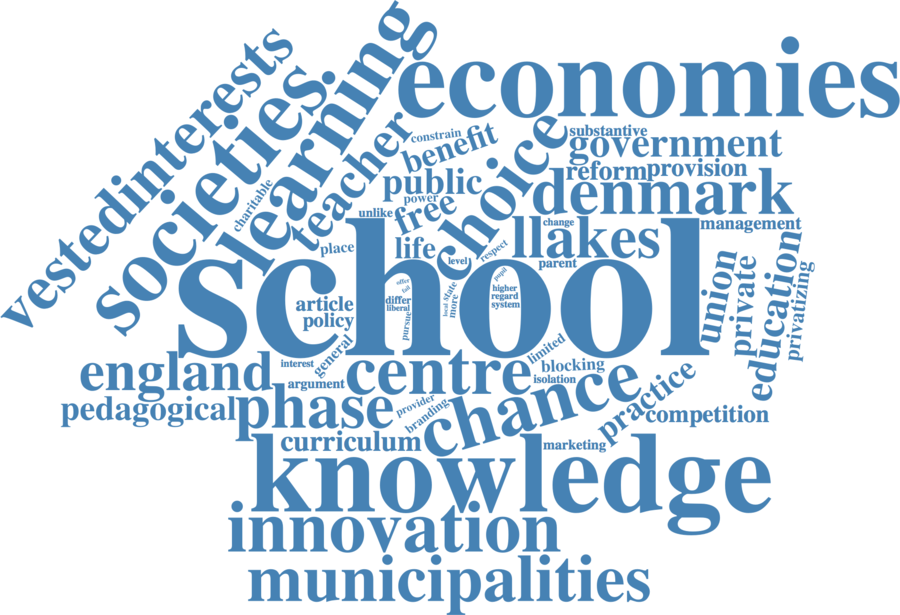 vestedinterests
societies.
learning
economies
charitable
teacher
constrain
benefit
substantive
government
choice
reform
provision
public
power
denmark
unlike
free
change
management
place
life
llakes
level
respect
parent
school
offer
fail
pupil
article
policy
differ
liberal
pursue
local
state
more
higher
regard
system
union
private
education
privatizing
england
interest
general
argument
centre
limited
blocking
isolation
pedagogical
phase
provider
branding
chance
practice
competition
curriculum
marketing
knowledge
innovation
municipalities